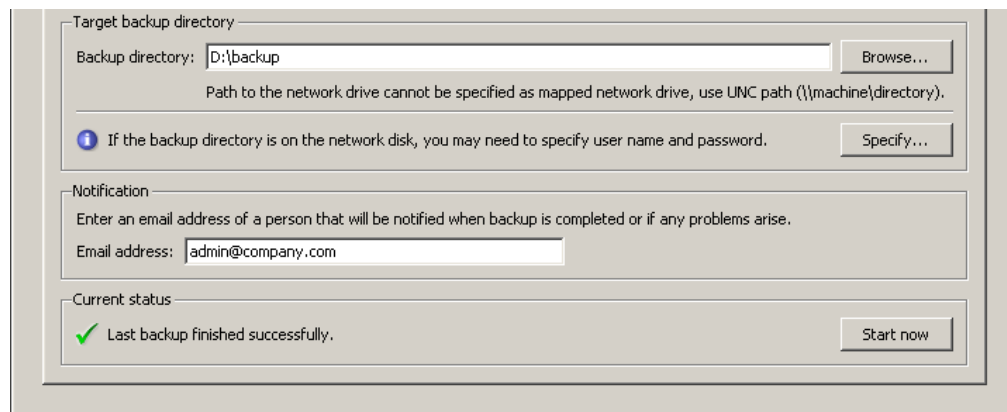 Target backup directory
Backup directory: D:\backup Browse...
Path to the network drive cannot be specified as mapped network drive, use UNC path (\\machine\directory).
If the backup directory is on the network disk, you may need to specify user name and password. Specify...
Notification
Enter an email address of a person that will be notified when backup is completed or if any problems arise.
Email address: admin@company.com
Current status
Last backup finished successfully. Start now